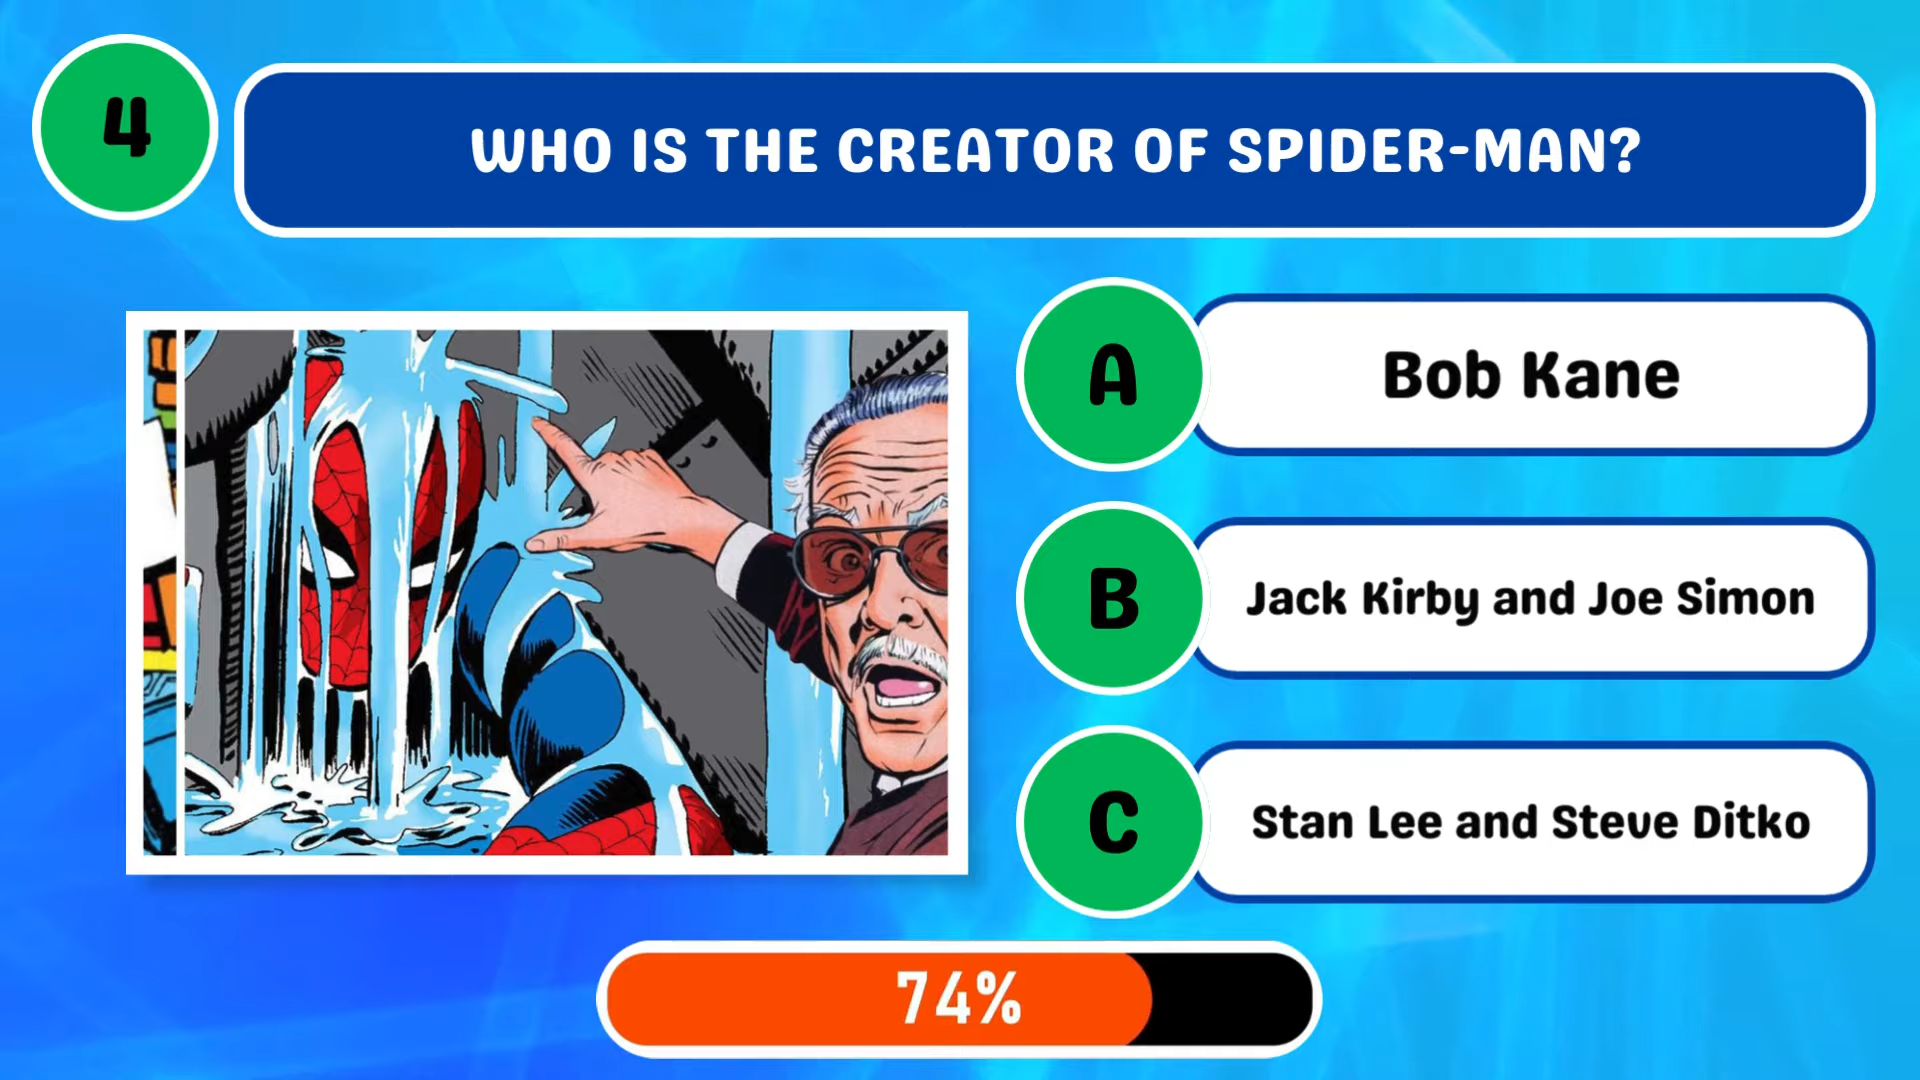 4
WHO IS THE CREATOR OF SPIDER-MAN?
A
Bob Kane
B
Jack Kirby and Joe Simon
C
Stan Lee and Steve Ditko
74%